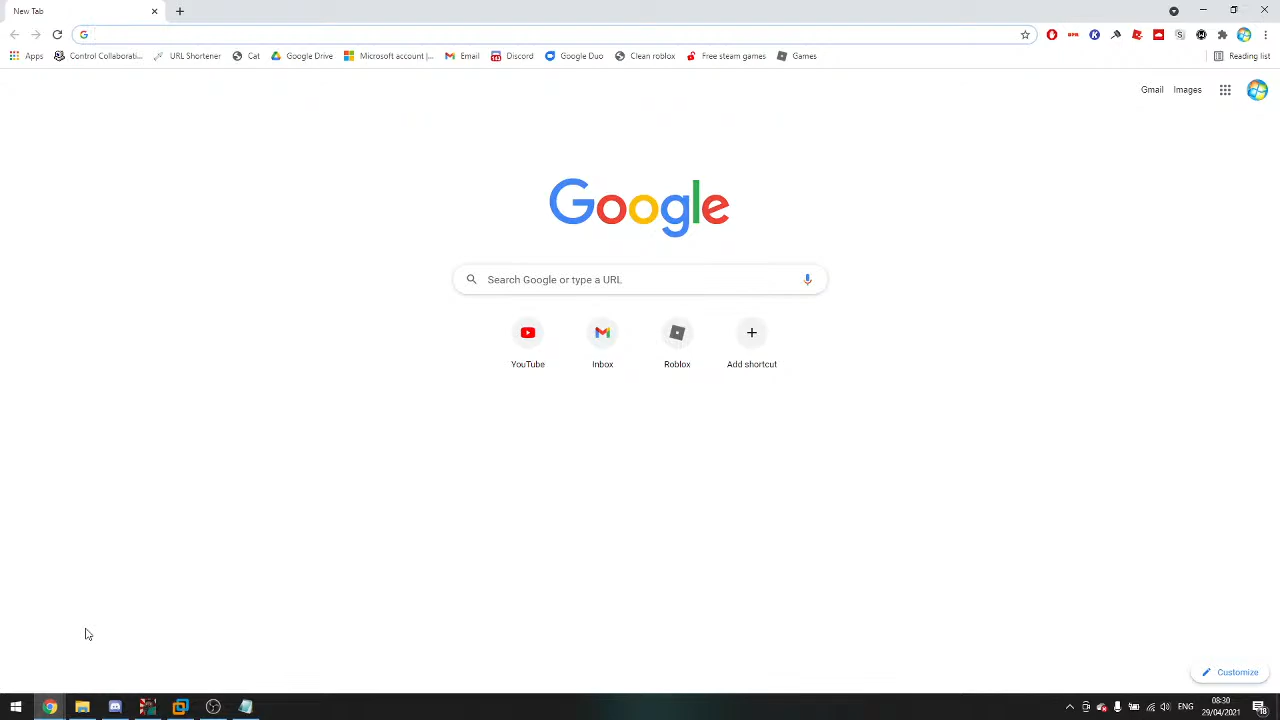 New Tab
Apps
Control Collaborati...
URL Shortener
Cat
Google Drive
Microsoft account |...
Email
Discord
Google Duo
Clean roblox
Free steam games
Games
Reading list
Gmail
Images
Google
Search Google or type a URL
YouTube
Inbox
Roblox
Add shortcut
Customize
ENG
08:30
29/04/2021